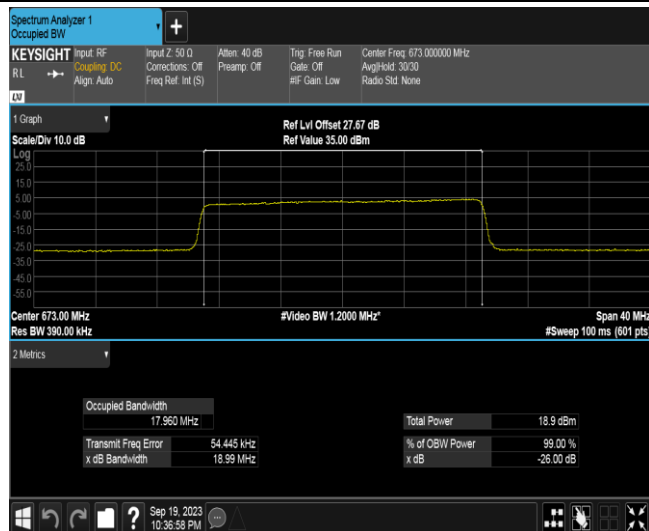 Spectrum Analyzer 1
Occupied BW
+
KEYSIGHT Input: RF Input Z: 50 Ω Atten: 40 dB Trig: Free Run Center Freq: 673.000000 MHz
RL Coupling: DC Corrections: Off Preamp: Off Gate: Off Avg|Hold: 30/30
Align: Auto Freq Ref: Int (S) #IF Gain: Low Radio Std: None
1 Graph
Scale/Div 10.0 dB
Ref Lvl Offset 27.67 dB
Ref Value 35.00 dBm
Log
25.0
15.0
5.00
-5.00
-15.0
-25.0
-35.0
-45.0
-55.0
Center 673.00 MHz #Video BW 1.2000 MHz* Span 40 MHz
Res BW 390.00 kHz #Sweep 100 ms (601 pts)
2 Metrics
Occupied Bandwidth
17.960 MHz Total Power 18.9 dBm
Transmit Freq Error 54.445 kHz % of OBW Power 99.00 %
x dB Bandwidth 18.99 MHz x dB -26.00 dB
? Sep 19, 2023
10:36:58 PM